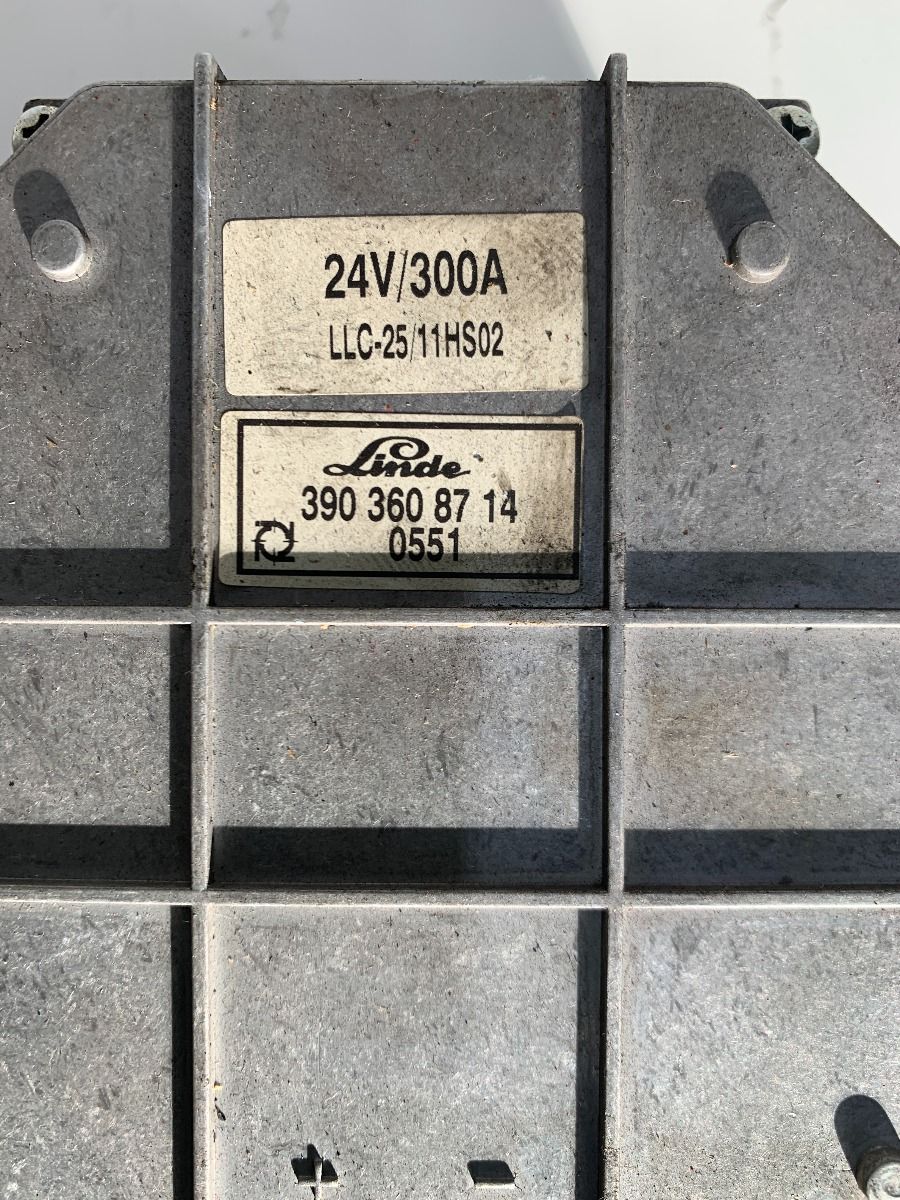 24V/300A
LLC-25/11HS02
Linde
390 360 87 14
0551
+ -